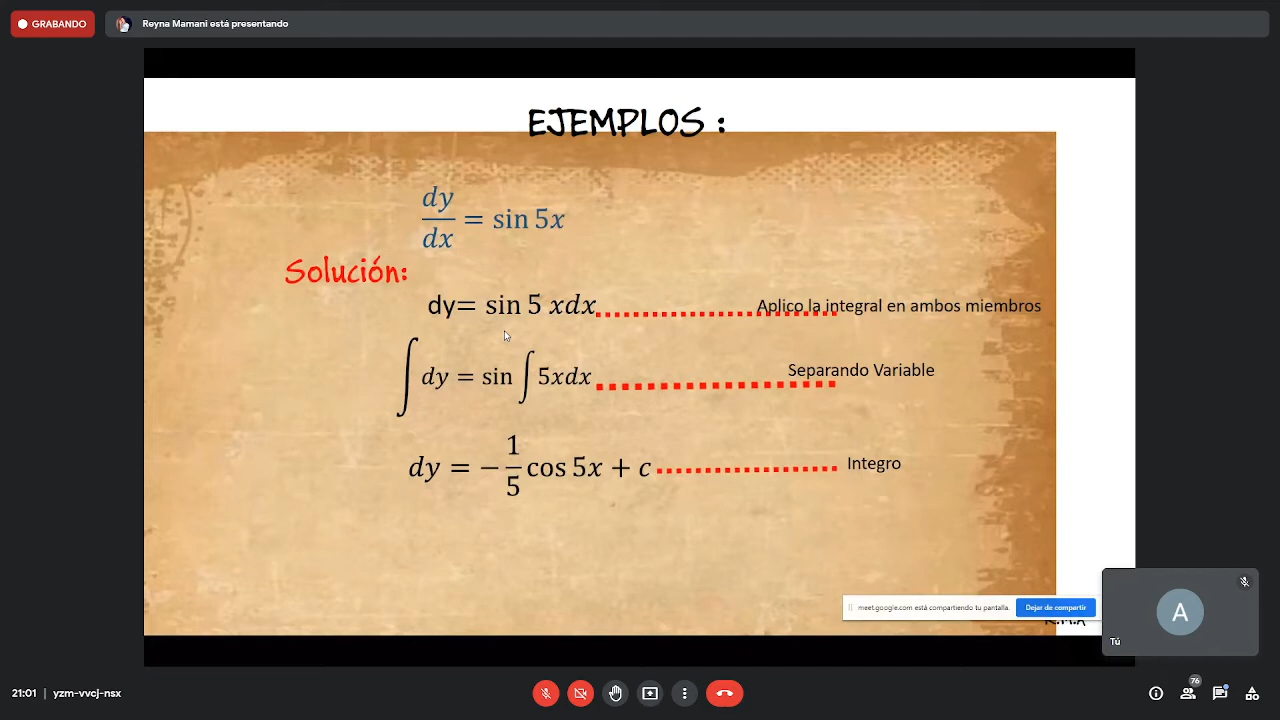 GRABANDO
Reyna Mamani está presentando
EJEMPLOS :
dy/dx = sin 5x
Solución:
dy= sin 5 xdx
Aplico la integral en ambos miembros
∫ dy = sin ∫ 5xdx
Separando Variable
dy = − 1/5 cos 5x + c
Integro
meet.google.com está compartiendo tu pantalla.
Dejar de compartir
A
Tú
21:01 | yzm-vvcj-nsx
76